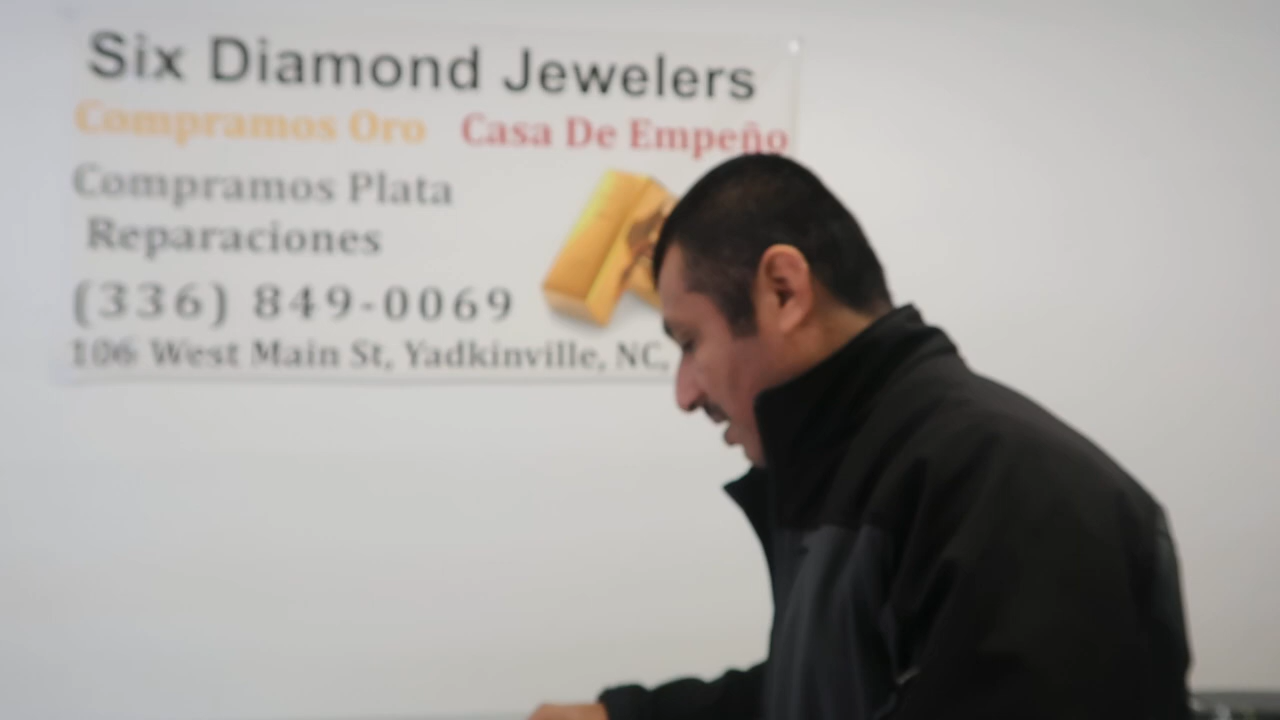 Six Diamond Jewelers
Compramos Oro Casa De Empeño
Compramos Plata
Reparaciones
(336) 849-0069
106 West Main St, Yadkinville, NC,